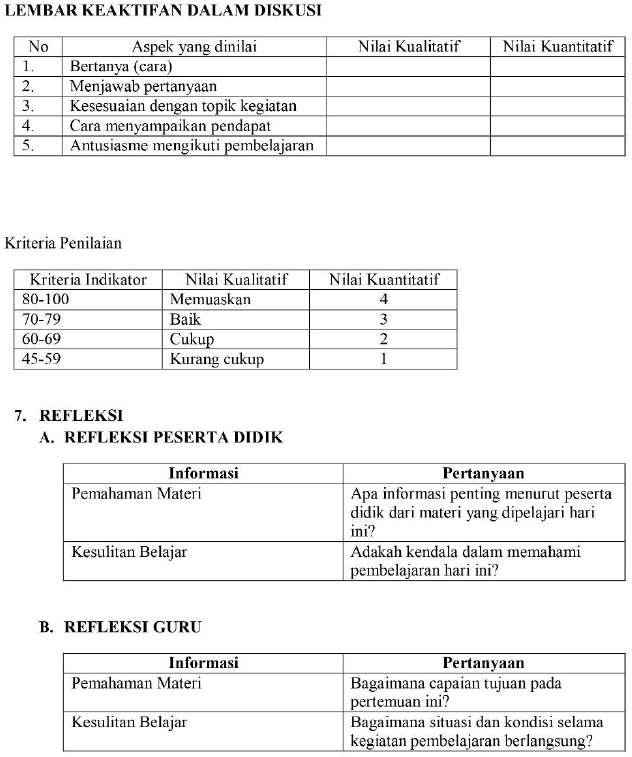 LEMBAR KEAKTIFAN DALAM DISKUSI
No Aspek yang dinilai Nilai Kualitatif Nilai Kuantitatif
1. Bertanya (cara)
2. Menjawab pertanyaan
3. Kesesuaian dengan topik kegiatan
4. Cara menyampaikan pendapat
5. Antusiasme mengikuti pembelajaran
Kriteria Penilaian
Kriteria Indikator Nilai Kualitatif Nilai Kuantitatif
80-100 Memuaskan 4
70-79 Baik 3
60-69 Cukup 2
45-59 Kurang cukup 1
7. REFLEKSI
A. REFLEKSI PESERTA DIDIK
Informasi Pertanyaan
Pemahaman Materi Apa informasi penting menurut peserta
didik dari materi yang dipelajari hari
ini?
Kesulitan Belajar Adakah kendala dalam memahami
pembelajaran hari ini?
B. REFLEKSI GURU
Informasi Pertanyaan
Pemahaman Materi Bagaimana capaian tujuan pada
pertemuan ini?
Kesulitan Belajar Bagaimana situasi dan kondisi selama
kegiatan pembelajaran berlangsung?